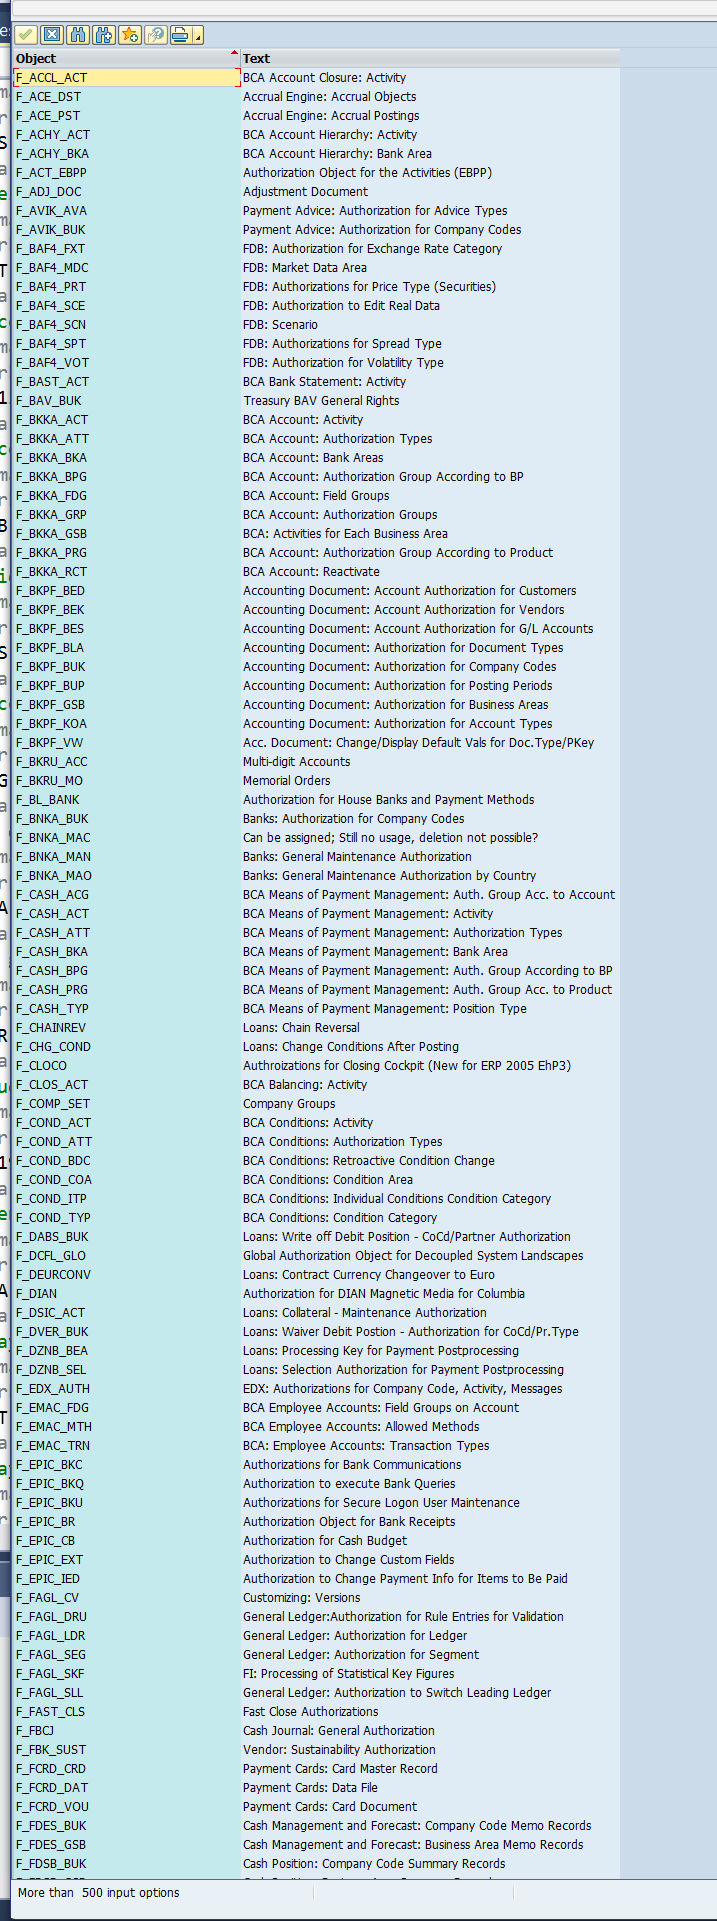 Object Text
F_ACCL_ACT BCA Account Closure: Activity
F_ACE_DST Accrual Engine: Accrual Objects
F_ACE_PST Accrual Engine: Accrual Postings
F_ACHY_ACT BCA Account Hierarchy: Activity
F_ACHY_BKA BCA Account Hierarchy: Bank Area
F_ACT_EBPP Authorization Object for the Activities (EBPP)
F_ADJ_DOC Adjustment Document
F_AVIK_AVA Payment Advice: Authorization for Advice Types
F_AVIK_BUK Payment Advice: Authorization for Company Codes
F_BAF4_FXT FDB: Authorization for Exchange Rate Category
F_BAF4_MDC FDB: Market Data Area
F_BAF4_PRT FDB: Authorizations for Price Type (Securities)
F_BAF4_SCE FDB: Authorization to Edit Real Data
F_BAF4_SCN FDB: Scenario
F_BAF4_SPT FDB: Authorizations for Spread Type
F_BAF4_VOT FDB: Authorization for Volatility Type
F_BAST_ACT BCA Bank Statement: Activity
F_BAV_BUK Treasury BAV General Rights
F_BKKA_ACT BCA Account: Activity
F_BKKA_ATT BCA Account: Authorization Types
F_BKKA_BKA BCA Account: Bank Areas
F_BKKA_BPG BCA Account: Authorization Group According to BP
F_BKKA_FDG BCA Account: Field Groups
F_BKKA_GRP BCA Account: Authorization Groups
F_BKKA_GSB BCA: Activities for Each Business Area
F_BKKA_PRG BCA Account: Authorization Group According to Product
F_BKKA_RCT BCA Account: Reactivate
F_BKPF_BED Accounting Document: Account Authorization for Customers
F_BKPF_BEK Accounting Document: Account Authorization for Vendors
F_BKPF_BES Accounting Document: Account Authorization for G/L Accounts
F_BKPF_BLA Accounting Document: Authorization for Document Types
F_BKPF_BUK Accounting Document: Authorization for Company Codes
F_BKPF_BUP Accounting Document: Authorization for Posting Periods
F_BKPF_GSB Accounting Document: Authorization for Business Areas
F_BKPF_KOA Accounting Document: Authorization for Account Types
F_BKPF_VW Acc. Document: Change/Display Default Vals for Doc.Type/PKey
F_BKRU_ACC Multi-digit Accounts
F_BKRU_MO Memorial Orders
F_BL_BANK Authorization for House Banks and Payment Methods
F_BNKA_BUK Banks: Authorization for Company Codes
F_BNKA_MAC Can be assigned; Still no usage, deletion not possible?
F_BNKA_MAN Banks: General Maintenance Authorization
F_BNKA_MAO Banks: General Maintenance Authorization by Country
F_CASH_ACG BCA Means of Payment Management: Auth. Group Acc. to Account
F_CASH_ACT BCA Means of Payment Management: Activity
F_CASH_ATT BCA Means of Payment Management: Authorization Types
F_CASH_BKA BCA Means of Payment Management: Bank Area
F_CASH_BPG BCA Means of Payment Management: Auth. Group According to BP
F_CASH_PRG BCA Means of Payment Management: Auth. Group Acc. to Product
F_CASH_TYP BCA Means of Payment Management: Position Type
F_CHAINREV Loans: Chain Reversal
F_CHG_COND Loans: Change Conditions After Posting
F_CLOCO Authroizations for Closing Cockpit (New for ERP 2005 EhP3)
F_CLOS_ACT BCA Balancing: Activity
F_COMP_SET Company Groups
F_COND_ACT BCA Conditions: Activity
F_COND_ATT BCA Conditions: Authorization Types
F_COND_BDC BCA Conditions: Retroactive Condition Change
F_COND_COA BCA Conditions: Condition Area
F_COND_ITP BCA Conditions: Individual Conditions Condition Category
F_COND_TYP BCA Conditions: Condition Category
F_DABS_BUK Loans: Write off Debit Position - CoCd/Partner Authorization
F_DCFL_GLO Global Authorization Object for Decoupled System Landscapes
F_DEURCONV Loans: Contract Currency Changeover to Euro
F_DIAN Authorization for DIAN Magnetic Media for Columbia
F_DSIC_ACT Loans: Collateral - Maintenance Authorization
F_DVER_BUK Loans: Waiver Debit Postion - Authorization for CoCd/Pr.Type
F_DZNB_BEA Loans: Processing Key for Payment Postprocessing
F_DZNB_SEL Loans: Selection Authorization for Payment Postprocessing
F_EDX_AUTH EDX: Authorizations for Company Code, Activity, Messages
F_EMAC_FDG BCA Employee Accounts: Field Groups on Account
F_EMAC_MTH BCA Employee Accounts: Allowed Methods
F_EMAC_TRN BCA: Employee Accounts: Transaction Types
F_EPIC_BKC Authorizations for Bank Communications
F_EPIC_BKQ Authorization to execute Bank Queries
F_EPIC_BKU Authorizations for Secure Logon User Maintenance
F_EPIC_BR Authorization Object for Bank Receipts
F_EPIC_CB Authorization for Cash Budget
F_EPIC_EXT Authorization to Change Custom Fields
F_EPIC_IED Authorization to Change Payment Info for Items to Be Paid
F_FAGL_CV Customizing: Versions
F_FAGL_DRU General Ledger:Authorization for Rule Entries for Validation
F_FAGL_LDR General Ledger: Authorization for Ledger
F_FAGL_SEG General Ledger: Authorization for Segment
F_FAGL_SKF FI: Processing of Statistical Key Figures
F_FAGL_SLL General Ledger: Authorization to Switch Leading Ledger
F_FAST_CLS Fast Close Authorizations
F_FBCJ Cash Journal: General Authorization
F_FBK_SUST Vendor: Sustainability Authorization
F_FCRD_CRD Payment Cards: Card Master Record
F_FCRD_DAT Payment Cards: Data File
F_FCRD_VOU Payment Cards: Card Document
F_FDES_BUK Cash Management and Forecast: Company Code Memo Records
F_FDES_GSB Cash Management and Forecast: Business Area Memo Records
F_FDSB_BUK Cash Position: Company Code Summary Records
More than 500 input options